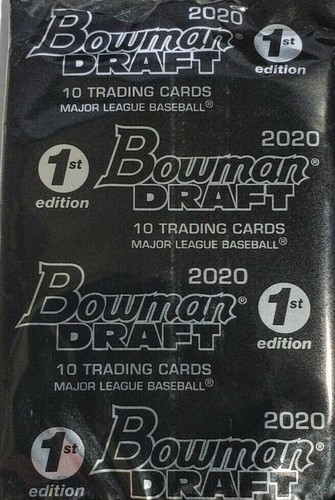 2020
Bowman® 1st
DRAFT edition
10 TRADING CARDS
MAJOR LEAGUE BASEBALL®
2020
1st Bowman®
edition DRAFT
10 TRADING CARDS
MAJOR LEAGUE BASEBALL®
2020
Bowman® 1st
DRAFT edition
10 TRADING CARDS
MAJOR LEAGUE BASEBALL®
2020
1st Bowman®
edition DRAFT